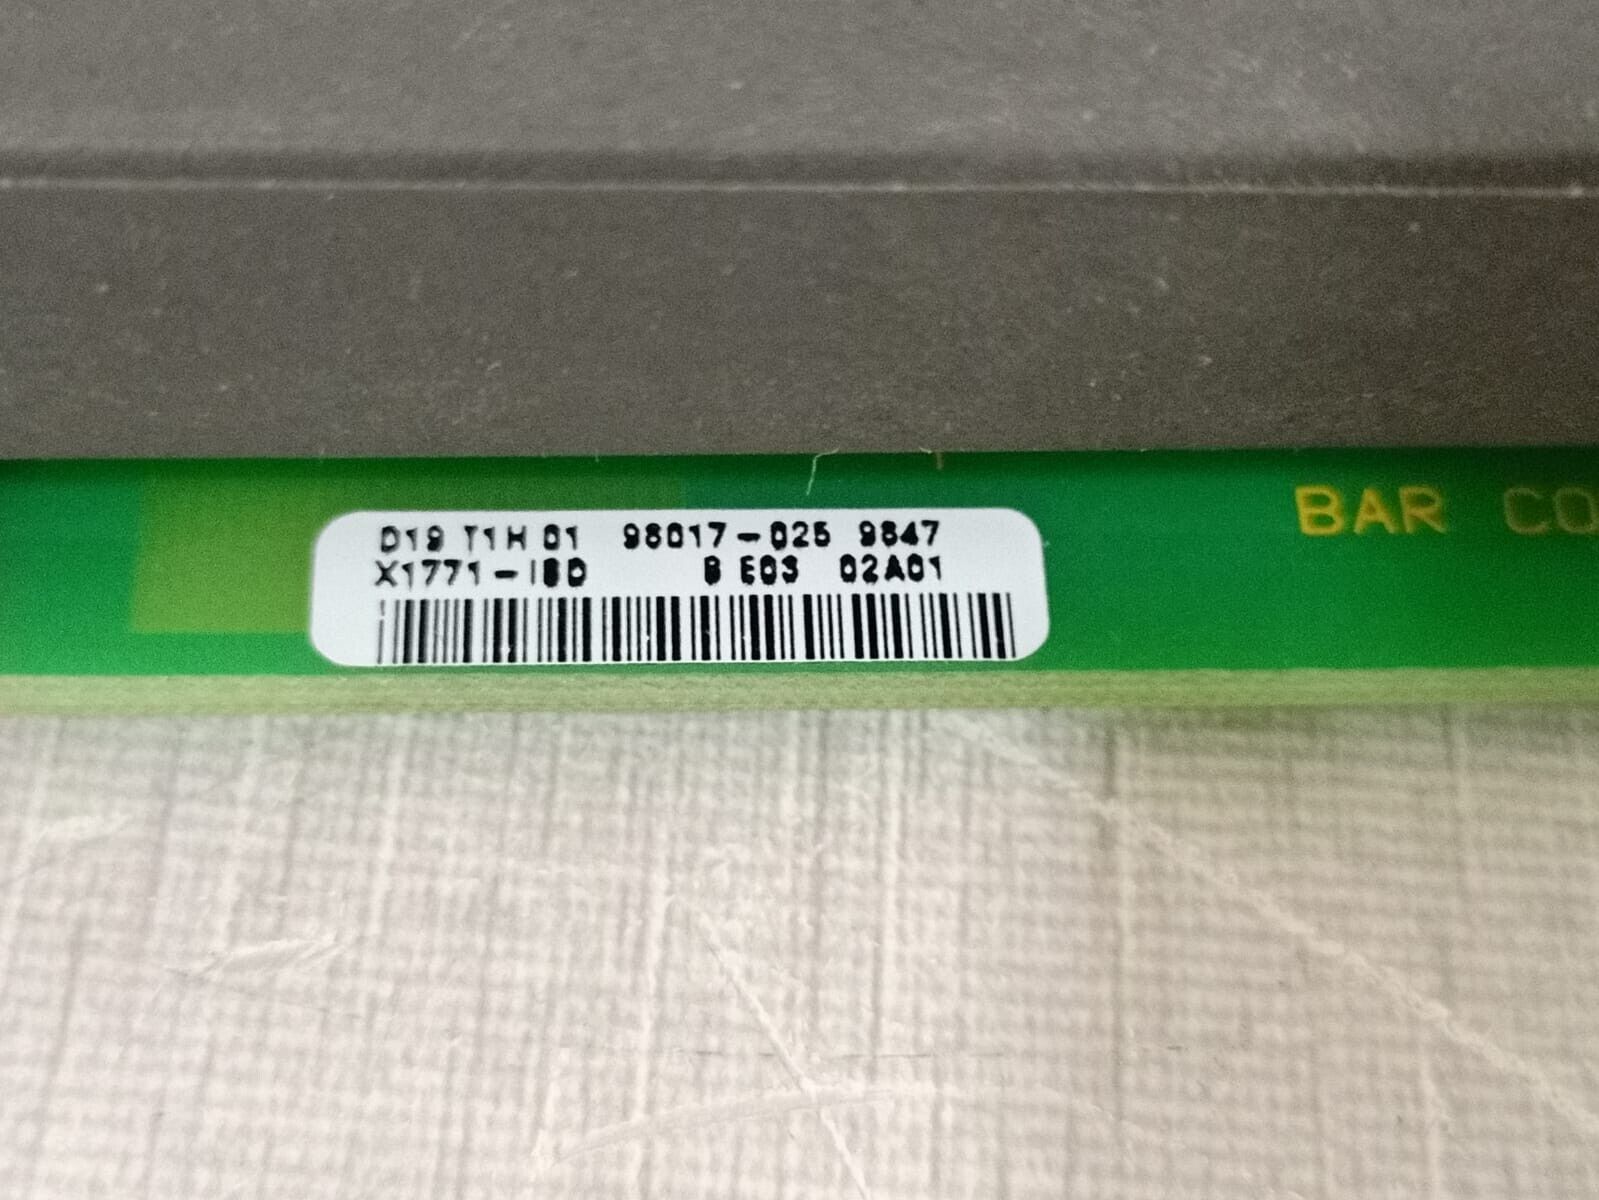 D19 T1H 01 98017-025 9847
X1771-IBD B E03 02A01
BAR CO